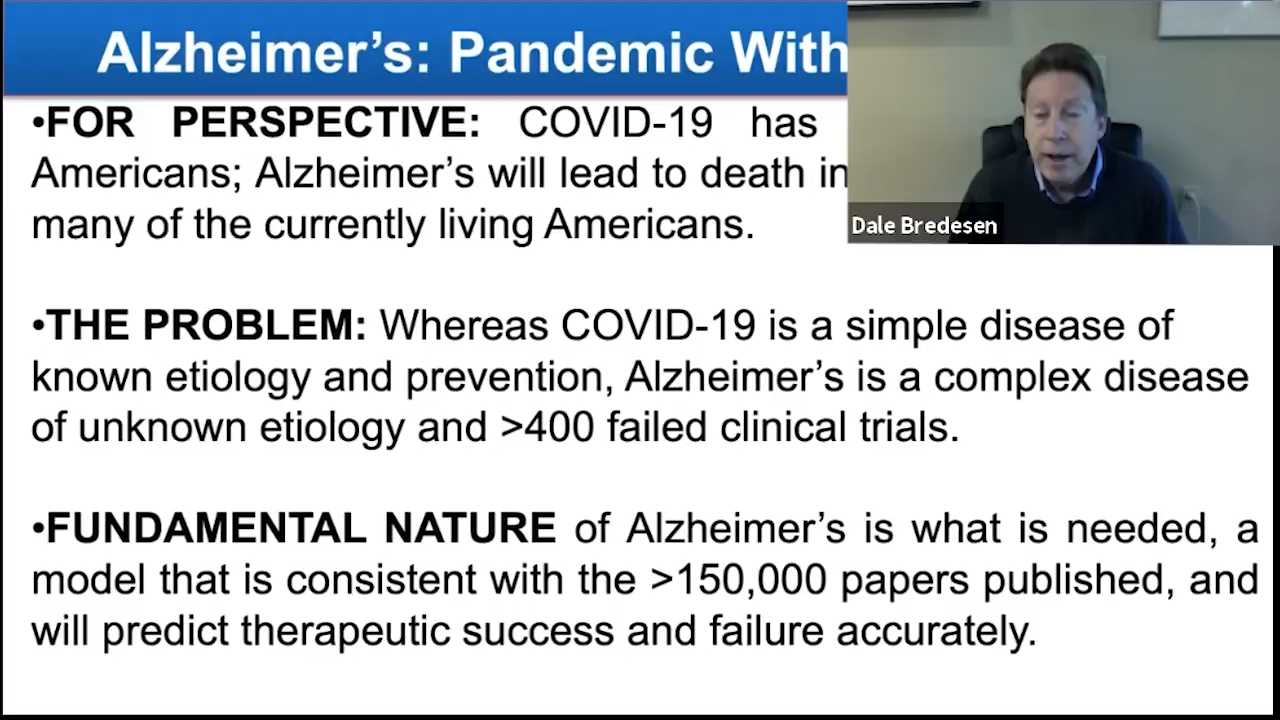 Alzheimer's: Pandemic With
•FOR PERSPECTIVE: COVID-19 has
Americans; Alzheimer's will lead to death in
many of the currently living Americans.
•THE PROBLEM: Whereas COVID-19 is a simple disease of
known etiology and prevention, Alzheimer's is a complex disease
of unknown etiology and >400 failed clinical trials.
•FUNDAMENTAL NATURE of Alzheimer's is what is needed, a
model that is consistent with the >150,000 papers published, and
will predict therapeutic success and failure accurately.
Dale Bredesen